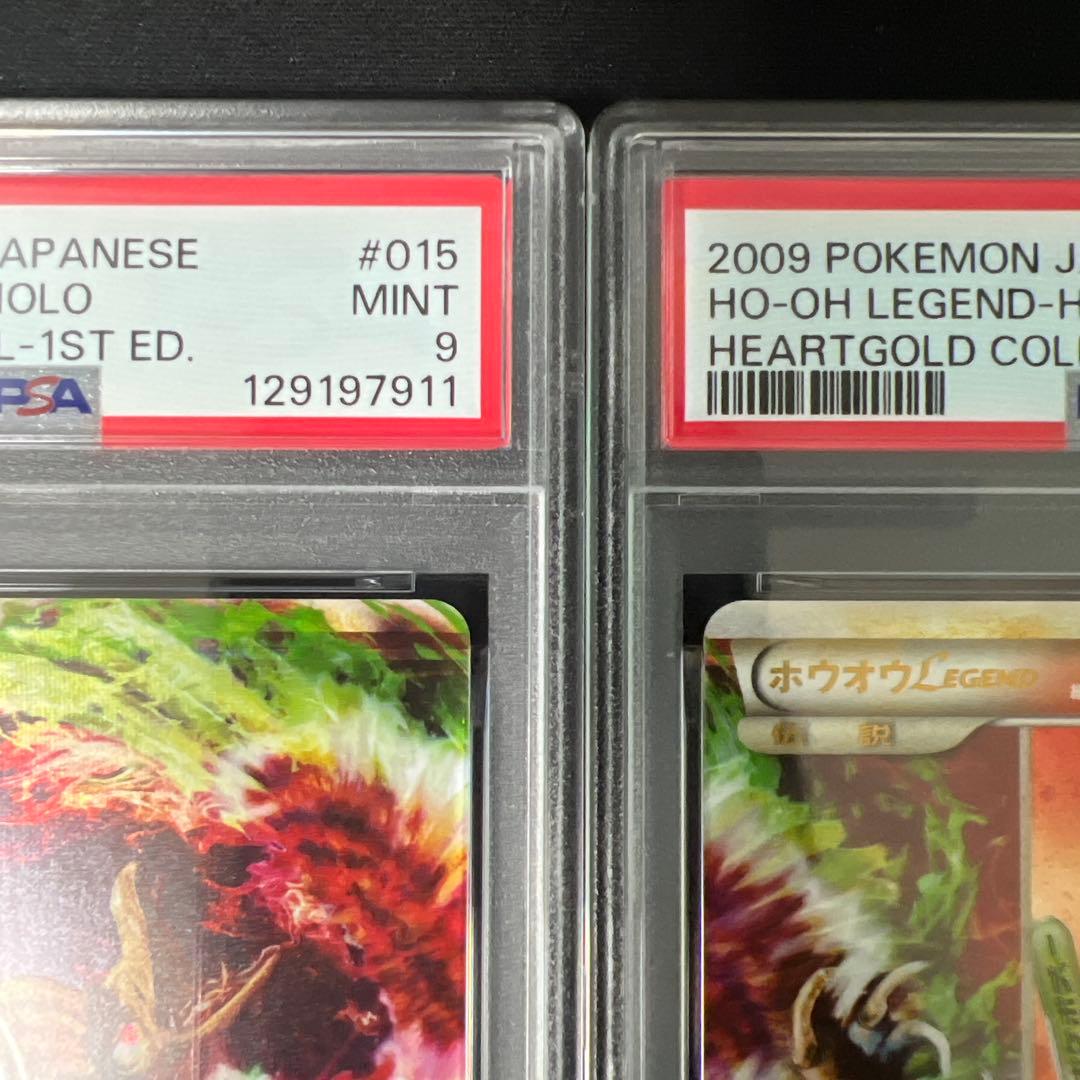 APANESE #015
HOLO MINT
L-1ST ED. 9
PSA 129197911
2009 POKEMON J
HO-OH LEGEND-H
HEARTGOLD COLL
ホウオウLEGEND
伝説